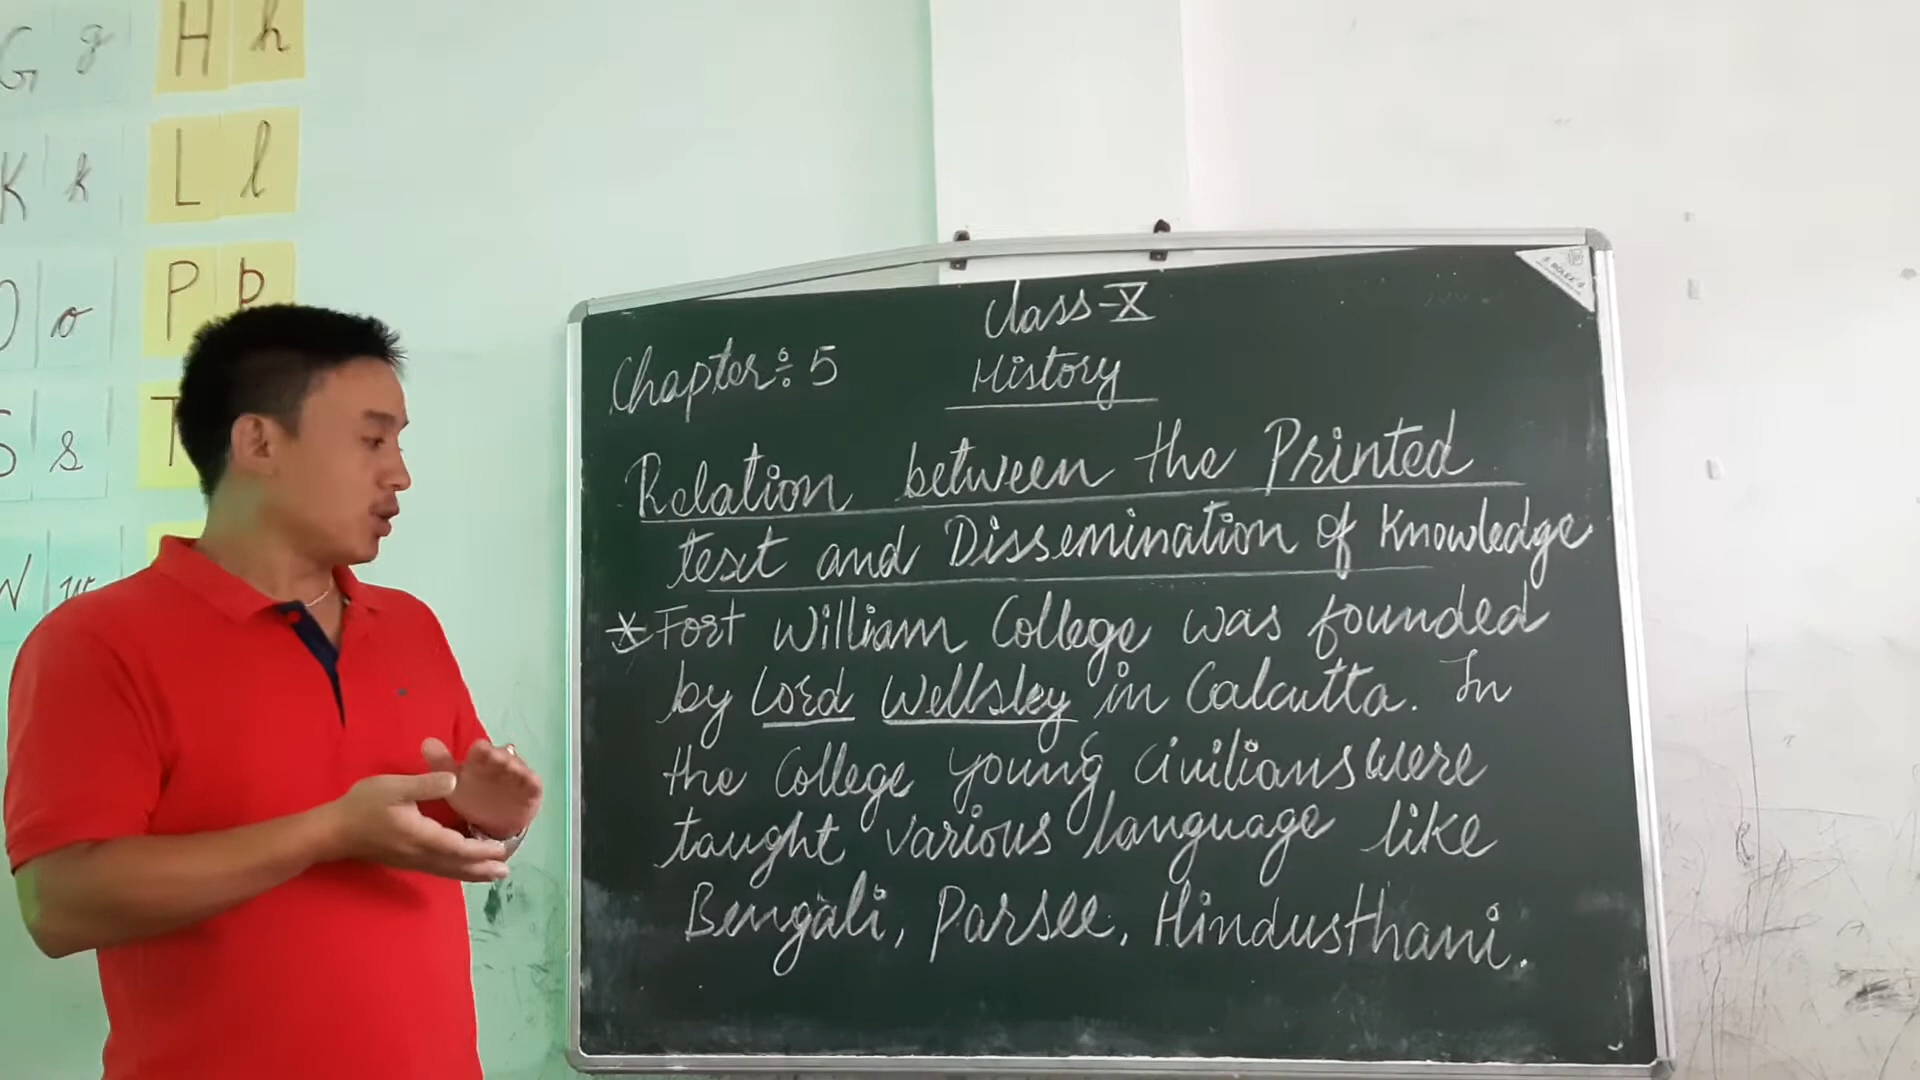 G g H h
K k L l
O o P p
S s T
W w
Class-X
Chapter: 5 History
Relation between the Printed
text and Dissemination of Knowledge
* Fort William College was founded
by Lord Wellsley in Calcutta. In
the College young civilians were
taught various language like
Bengali, Parsee, Hindusthani.